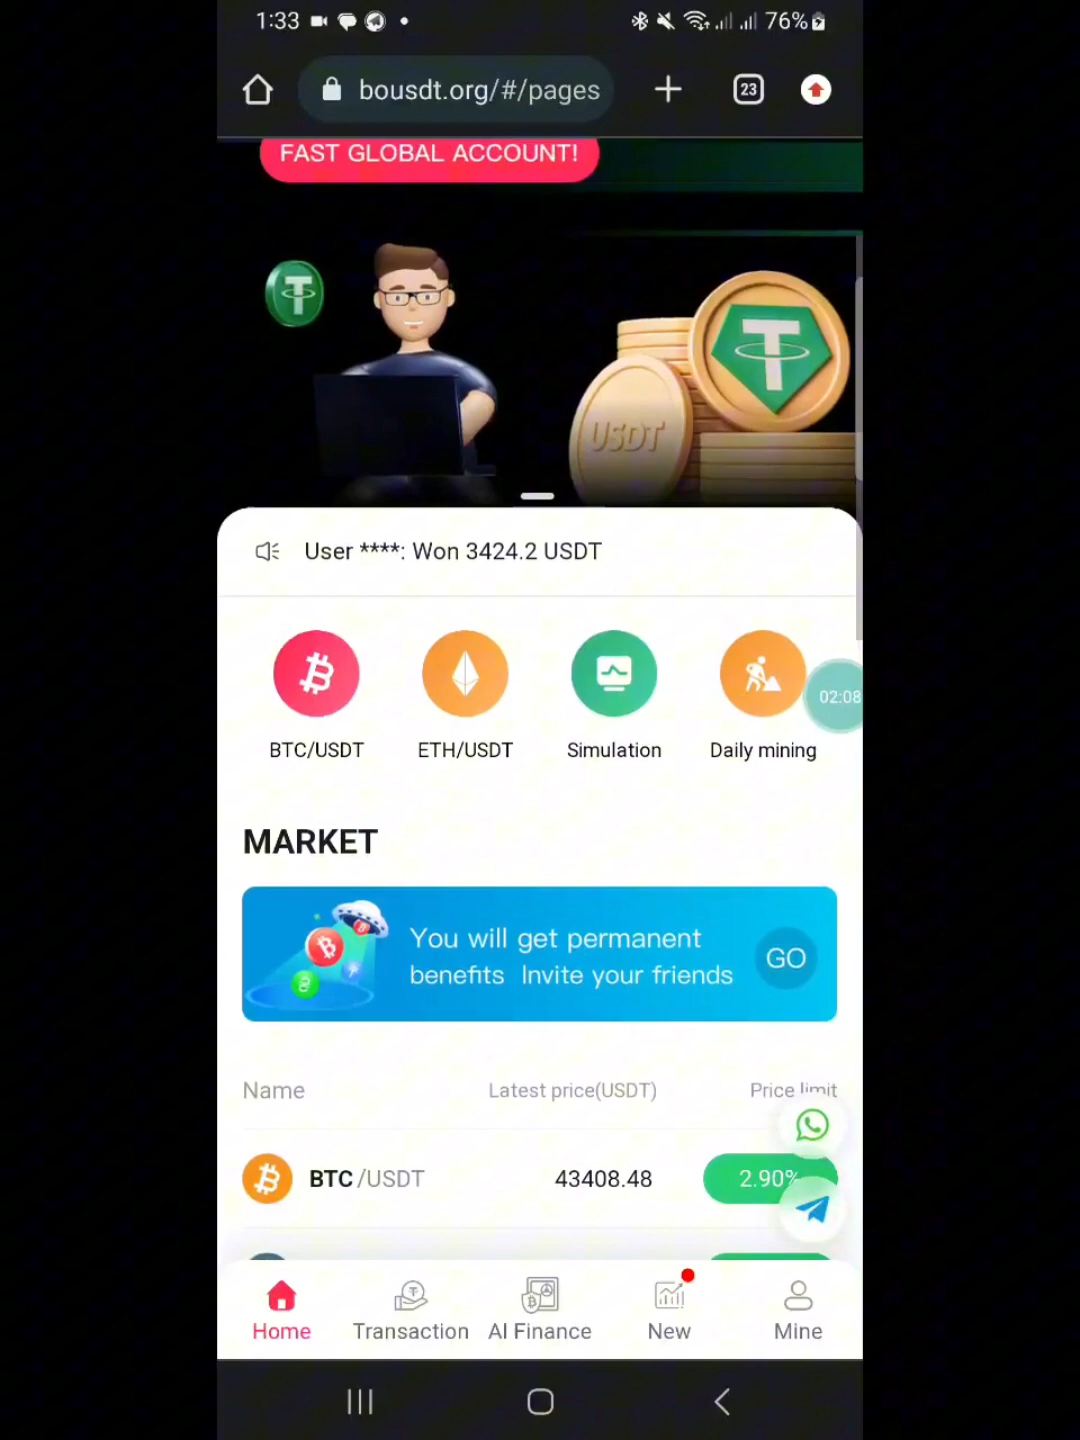 1:33
76%
bousdt.org/#/pages
23
FAST GLOBAL ACCOUNT!
USDT
User ****: Won 3424.2 USDT
BTC/USDT
ETH/USDT
Simulation
Daily mining
02:08
MARKET
You will get permanent
benefits Invite your friends
GO
Name
Latest price(USDT)
Price limit
BTC/USDT
43408.48
2.90%
Home
Transaction
AI Finance
New
Mine